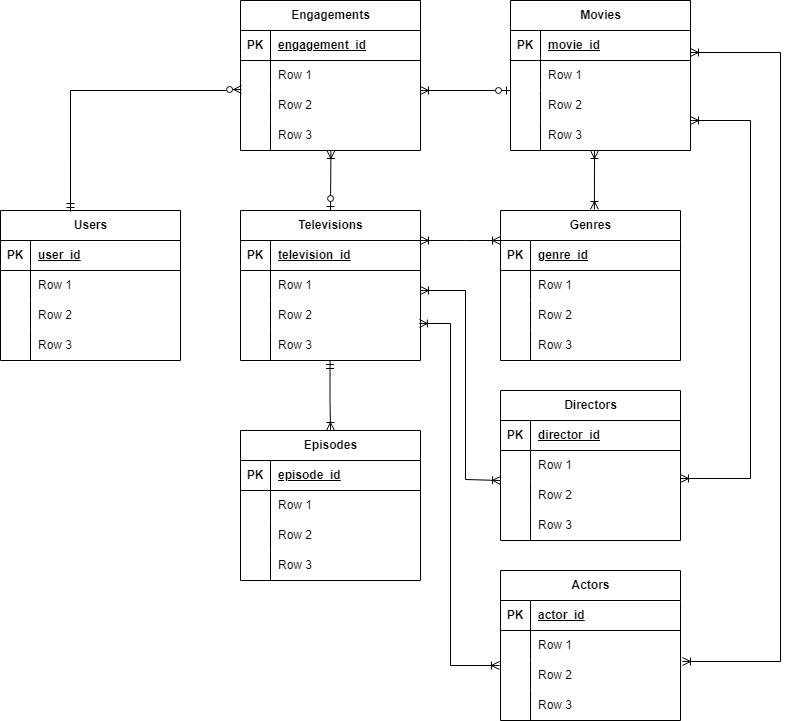 Engagements
PK engagement_id
Row 1
Row 2
Row 3
Movies
PK movie_id
Row 1
Row 2
Row 3
Users
PK user_id
Row 1
Row 2
Row 3
Televisions
PK television_id
Row 1
Row 2
Row 3
Genres
PK genre_id
Row 1
Row 2
Row 3
Directors
PK director_id
Row 1
Row 2
Row 3
Episodes
PK episode_id
Row 1
Row 2
Row 3
Actors
PK actor_id
Row 1
Row 2
Row 3